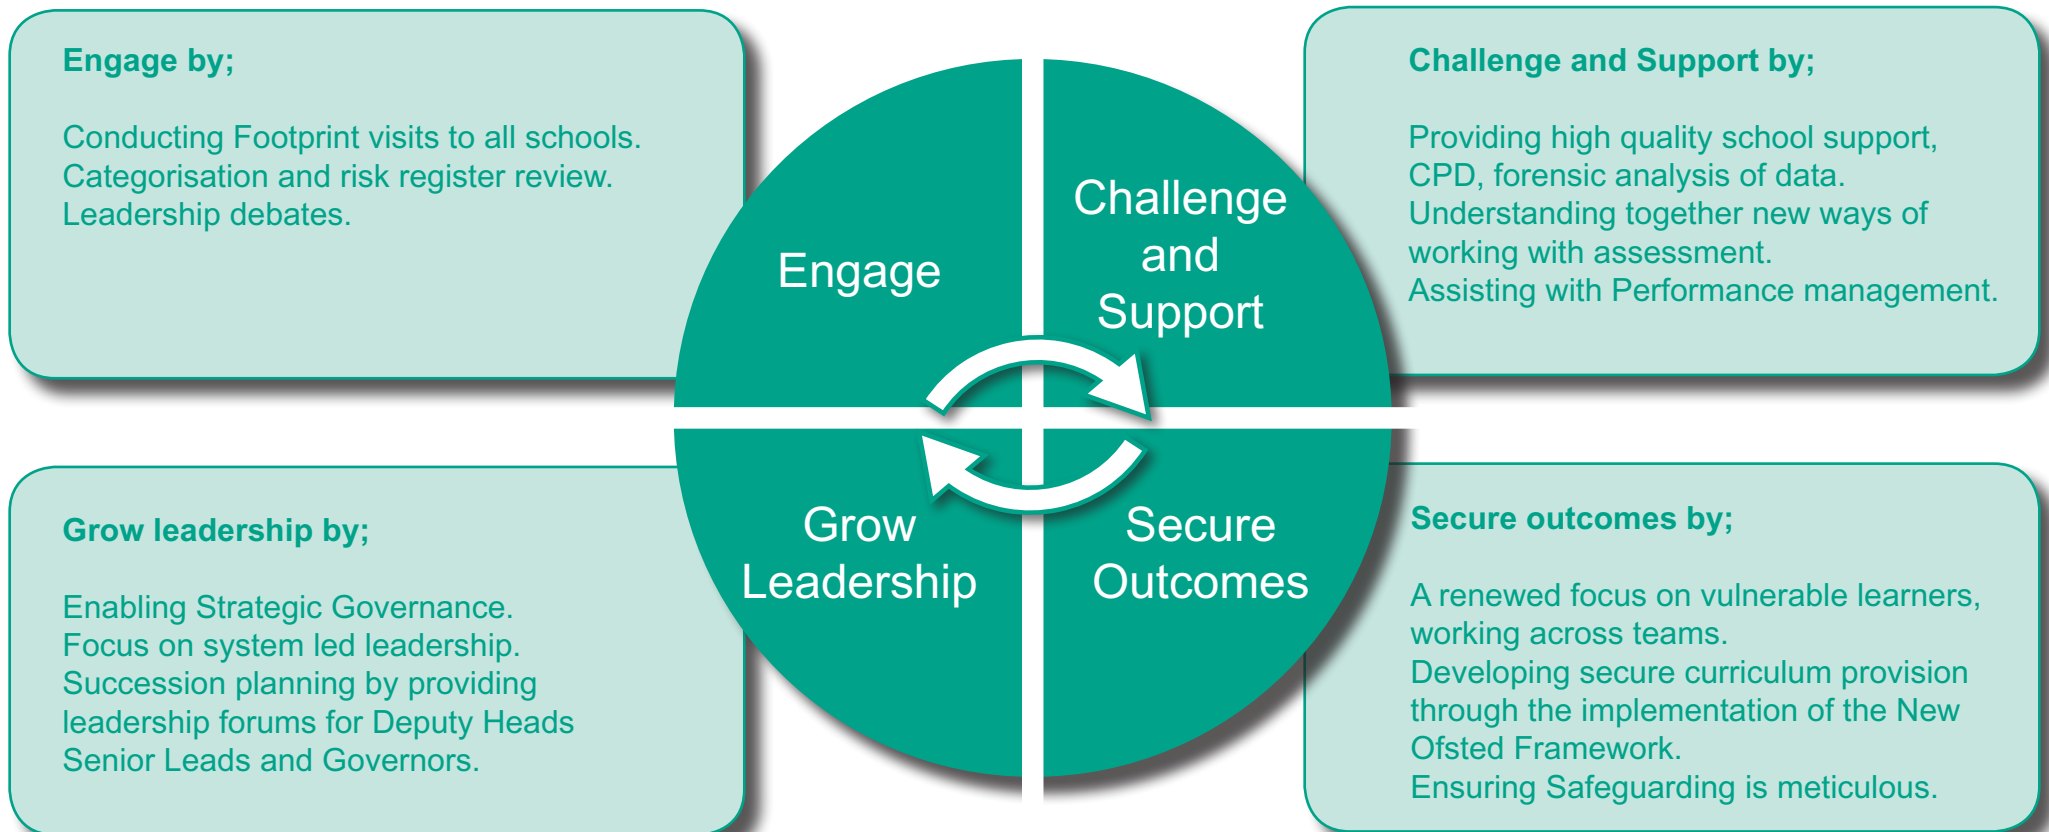 Engage by;
Conducting Footprint visits to all schools.
Categorisation and risk register review.
Leadership debates.
Challenge and Support by;
Providing high quality school support,
CPD, forensic analysis of data.
Understanding together new ways of
working with assessment.
Assisting with Performance management.
Engage
Challenge
and
Support
Grow
Leadership
Secure
Outcomes
Grow leadership by;
Enabling Strategic Governance.
Focus on system led leadership.
Succession planning by providing
leadership forums for Deputy Heads
Senior Leads and Governors.
Secure outcomes by;
A renewed focus on vulnerable learners,
working across teams.
Developing secure curriculum provision
through the implementation of the New
Ofsted Framework.
Ensuring Safeguarding is meticulous.